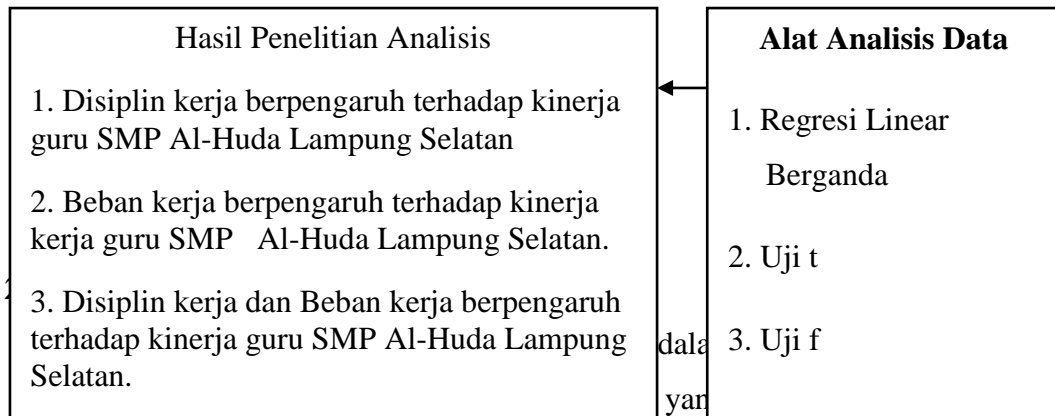 Hasil Penelitian Analisis
1. Disiplin kerja berpengaruh terhadap kinerja
guru SMP Al-Huda Lampung Selatan
2. Beban kerja berpengaruh terhadap kinerja
kerja guru SMP Al-Huda Lampung Selatan.
3. Disiplin kerja dan Beban kerja berpengaruh
terhadap kinerja guru SMP Al-Huda Lampung
Selatan.
Alat Analisis Data
1. Regresi Linear
Berganda
2. Uji t
3. Uji f